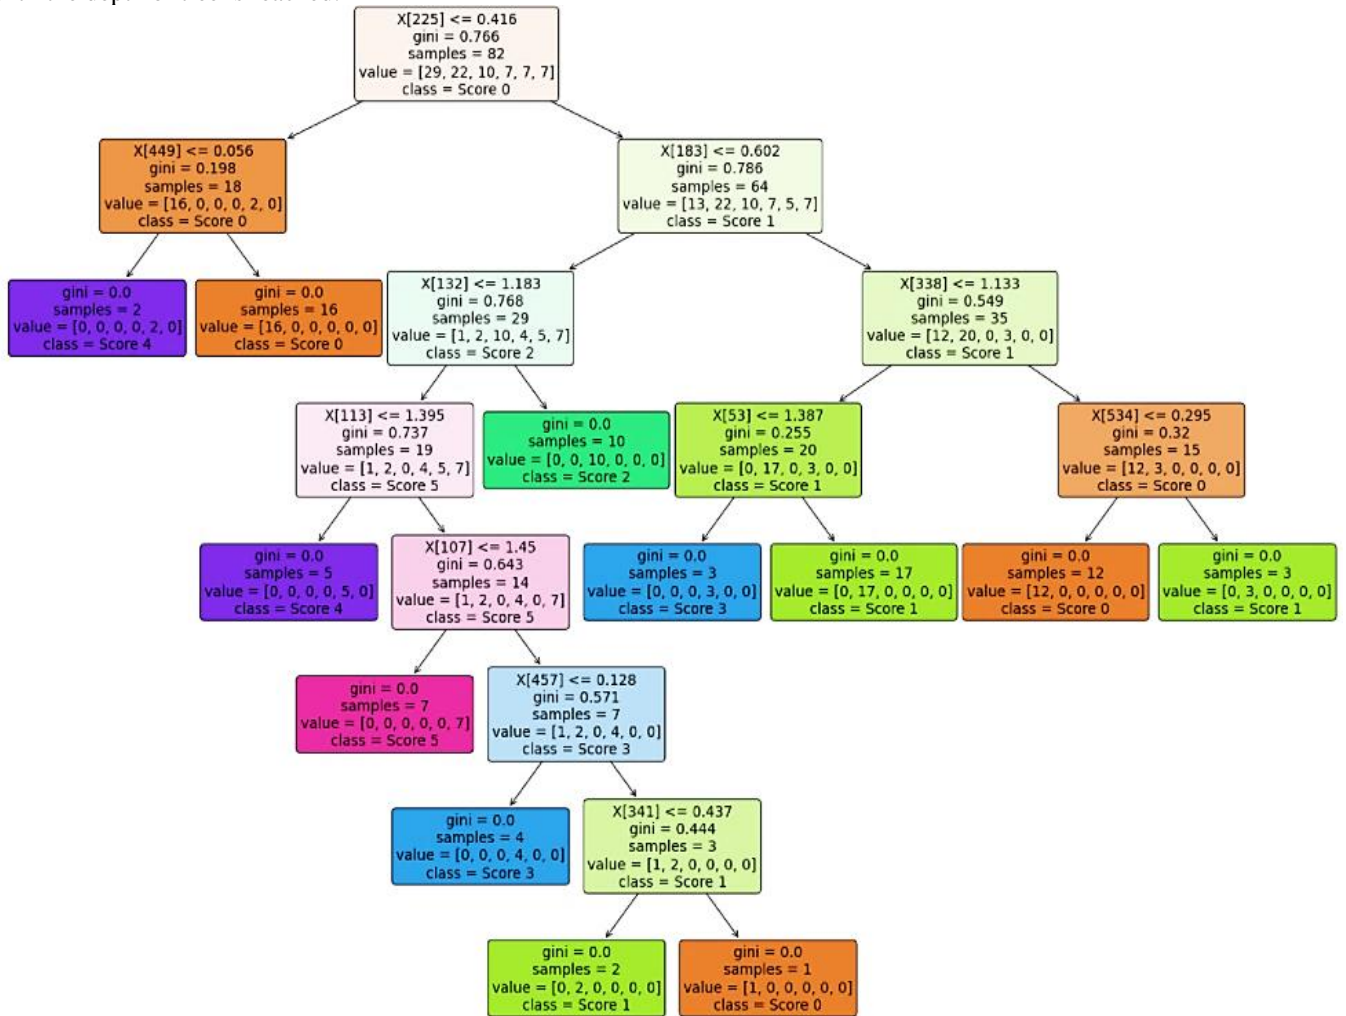 X[225] <= 0.416
gini = 0.766
samples = 82
value = [29, 22, 10, 7, 7, 7]
class = Score 0
X[449] <= 0.056
gini = 0.198
samples = 18
value = [16, 0, 0, 0, 2, 0]
class = Score 0
X[183] <= 0.602
gini = 0.786
samples = 64
value = [13, 22, 10, 7, 5, 7]
class = Score 1
gini = 0.0
samples = 2
value = [0, 0, 0, 0, 2, 0]
class = Score 4
gini = 0.0
samples = 16
value = [16, 0, 0, 0, 0, 0]
class = Score 0
X[132] <= 1.183
gini = 0.768
samples = 29
value = [1, 2, 10, 4, 5, 7]
class = Score 2
X[338] <= 1.133
gini = 0.549
samples = 35
value = [12, 20, 0, 3, 0, 0]
class = Score 1
X[113] <= 1.395
gini = 0.737
samples = 19
value = [1, 2, 0, 4, 5, 7]
class = Score 5
gini = 0.0
samples = 10
value = [0, 0, 10, 0, 0, 0]
class = Score 2
X[53] <= 1.387
gini = 0.255
samples = 20
value = [0, 17, 0, 3, 0, 0]
class = Score 1
X[534] <= 0.295
gini = 0.32
samples = 15
value = [12, 3, 0, 0, 0, 0]
class = Score 0
gini = 0.0
samples = 5
value = [0, 0, 0, 0, 5, 0]
class = Score 4
X[107] <= 1.45
gini = 0.643
samples = 14
value = [1, 2, 0, 4, 0, 7]
class = Score 5
gini = 0.0
samples = 3
value = [0, 0, 0, 3, 0, 0]
class = Score 3
gini = 0.0
samples = 17
value = [0, 17, 0, 0, 0, 0]
class = Score 1
gini = 0.0
samples = 12
value = [12, 0, 0, 0, 0, 0]
class = Score 0
gini = 0.0
samples = 3
value = [0, 3, 0, 0, 0, 0]
class = Score 1
gini = 0.0
samples = 7
value = [0, 0, 0, 0, 0, 7]
class = Score 5
X[457] <= 0.128
gini = 0.571
samples = 7
value = [1, 2, 0, 4, 0, 0]
class = Score 3
gini = 0.0
samples = 4
value = [0, 0, 0, 4, 0, 0]
class = Score 3
X[341] <= 0.437
gini = 0.444
samples = 3
value = [1, 2, 0, 0, 0, 0]
class = Score 1
gini = 0.0
samples = 2
value = [0, 2, 0, 0, 0, 0]
class = Score 1
gini = 0.0
samples = 1
value = [1, 0, 0, 0, 0, 0]
class = Score 0